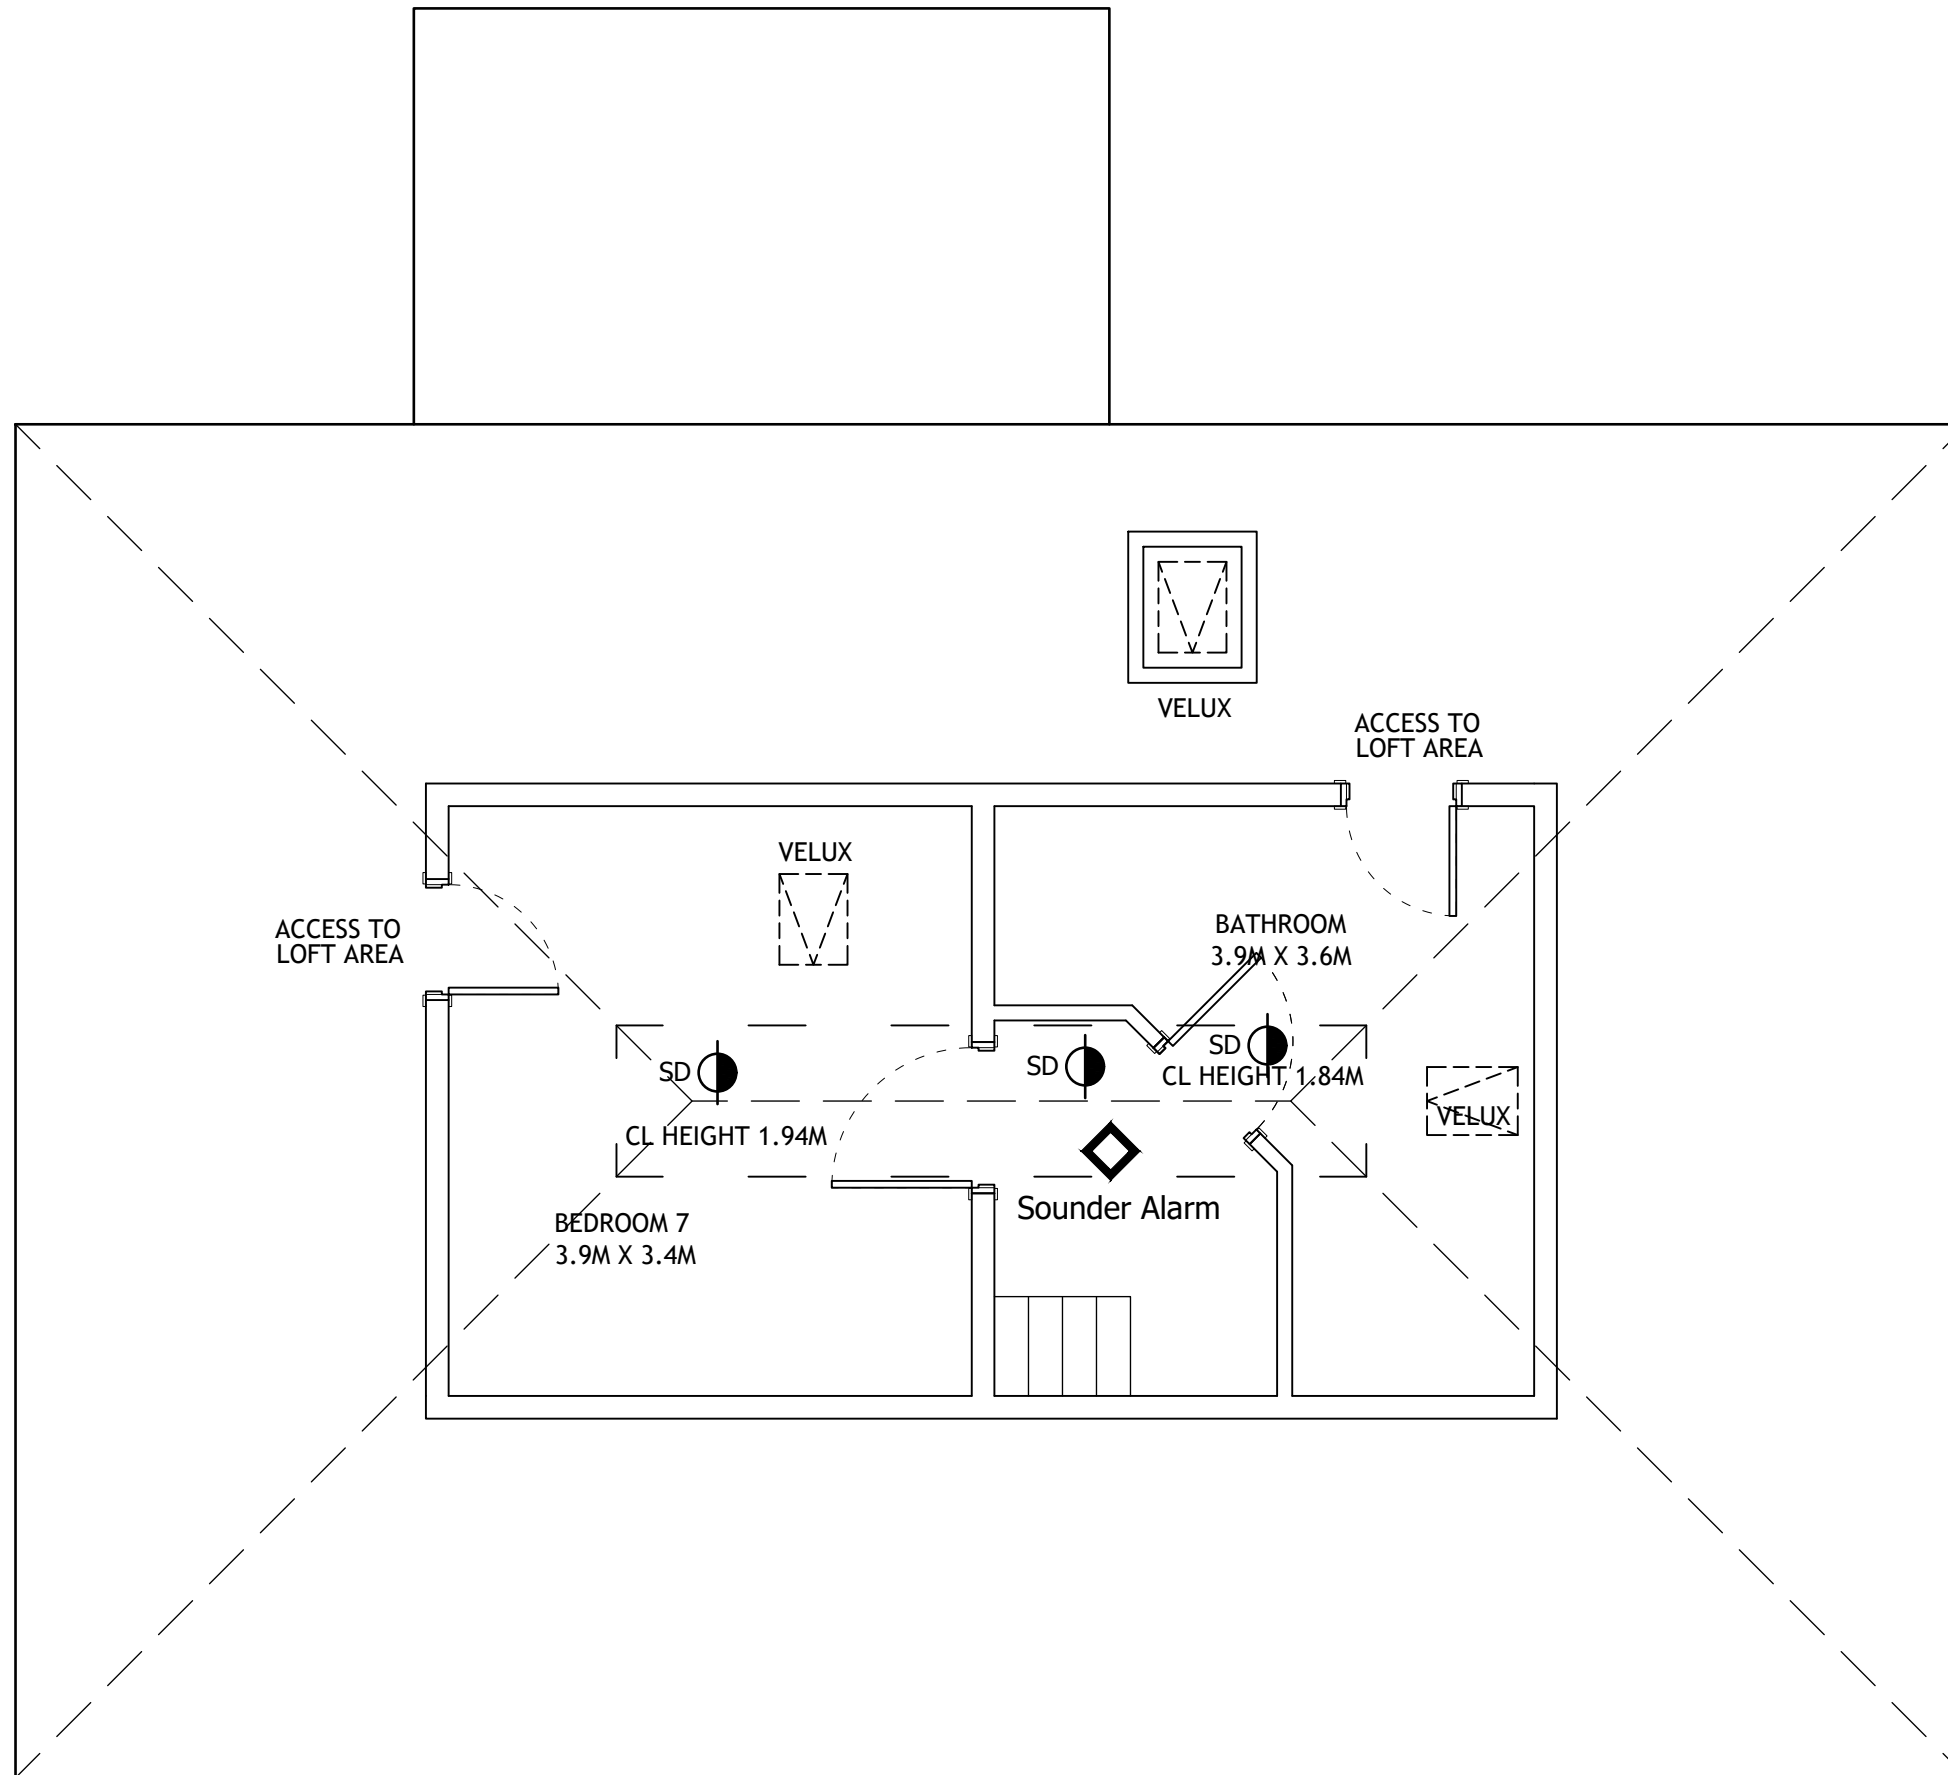 VELUX
ACCESS TO
LOFT AREA
VELUX
ACCESS TO
LOFT AREA
BATHROOM
3.9M X 3.6M
SD
SD
SD
CL HEIGHT 1.84M
VELUX
CL HEIGHT 1.94M
Sounder Alarm
BEDROOM 7
3.9M X 3.4M